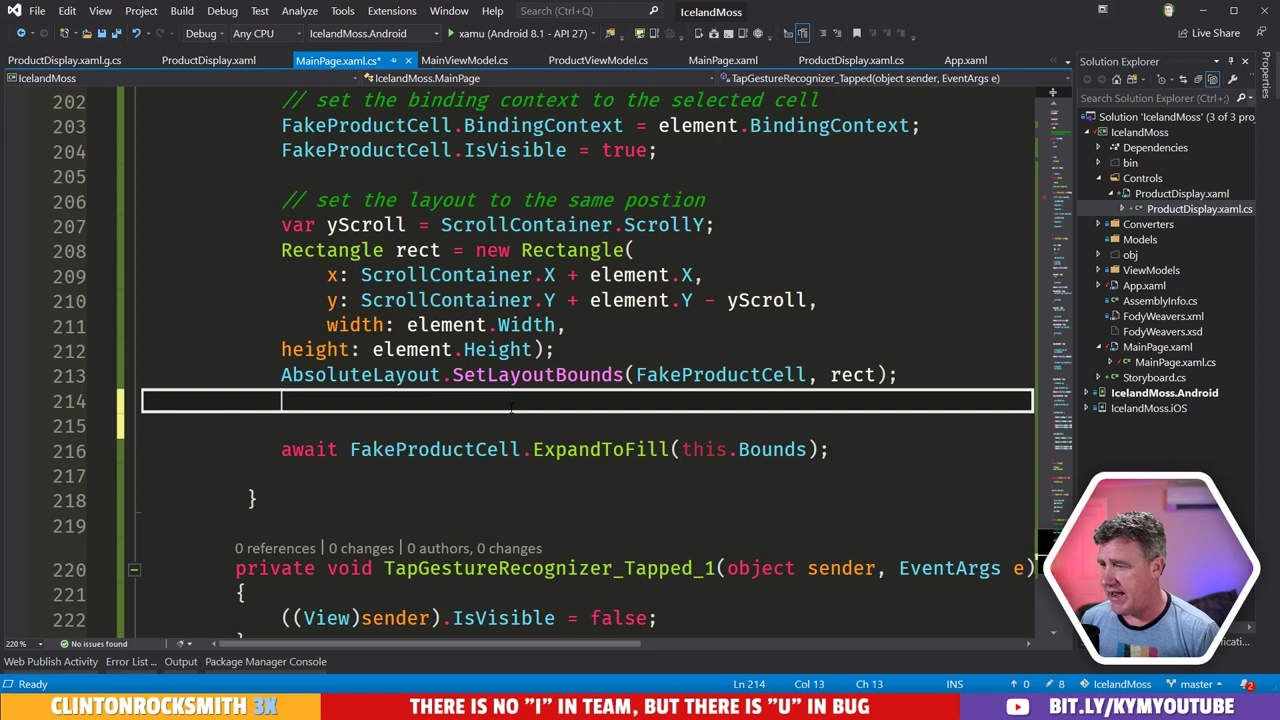 File Edit View Git Project Build Debug Test Analyze Tools Extensions Window Help Search (Ctrl+Q) IcelandMoss
Debug Any CPU IcelandMoss.Android xamu (Android 8.1 - API 27) Live Share
ProductDisplay.xaml.g.cs ProductDisplay.xaml MainPage.xaml.cs* MainViewModel.cs ProductViewModel.cs MainPage.xaml ProductDisplay.xaml.cs App.xaml
IcelandMoss IcelandMoss.MainPage TapGestureRecognizer_Tapped(object sender, EventArgs e)
202 // set the binding context to the selected cell
203 FakeProductCell.BindingContext = element.BindingContext;
204 FakeProductCell.IsVisible = true;
205
206 // set the layout to the same postion
207 var yScroll = ScrollContainer.ScrollY;
208 Rectangle rect = new Rectangle(
209 x: ScrollContainer.X + element.X,
210 y: ScrollContainer.Y + element.Y - yScroll,
211 width: element.Width,
212 height: element.Height);
213 AbsoluteLayout.SetLayoutBounds(FakeProductCell, rect);
214
215
216 await FakeProductCell.ExpandToFill(this.Bounds);
217
218 }
219
0 references | 0 changes | 0 authors, 0 changes
220 private void TapGestureRecognizer_Tapped_1(object sender, EventArgs e)
221 {
222 ((View)sender).IsVisible = false;
220 % No issues found
Solution Explorer
Search Solution Explorer (Ctrl+;)
Solution 'IcelandMoss' (3 of 3 pro
IcelandMoss
Dependencies
bin
Controls
ProductDisplay.xaml
ProductDisplay.xaml.cs
Converters
Models
obj
ViewModels
App.xaml
AssemblyInfo.cs
FodyWeavers.xml
FodyWeavers.xsd
MainPage.xaml
MainPage.xaml.cs
Storyboard.cs
IcelandMoss.Android
IcelandMoss.iOS
Properties
Web Publish Activity Error List ... Output Package Manager Console
Ready Ln 214 Col 13 Ch 13 INS 0 8 IcelandMoss master 2
CLINTONROCKSMITH 3X THERE IS NO "I" IN TEAM, BUT THERE IS "U" IN BUG BIT.LY/KYMYOUTUBE